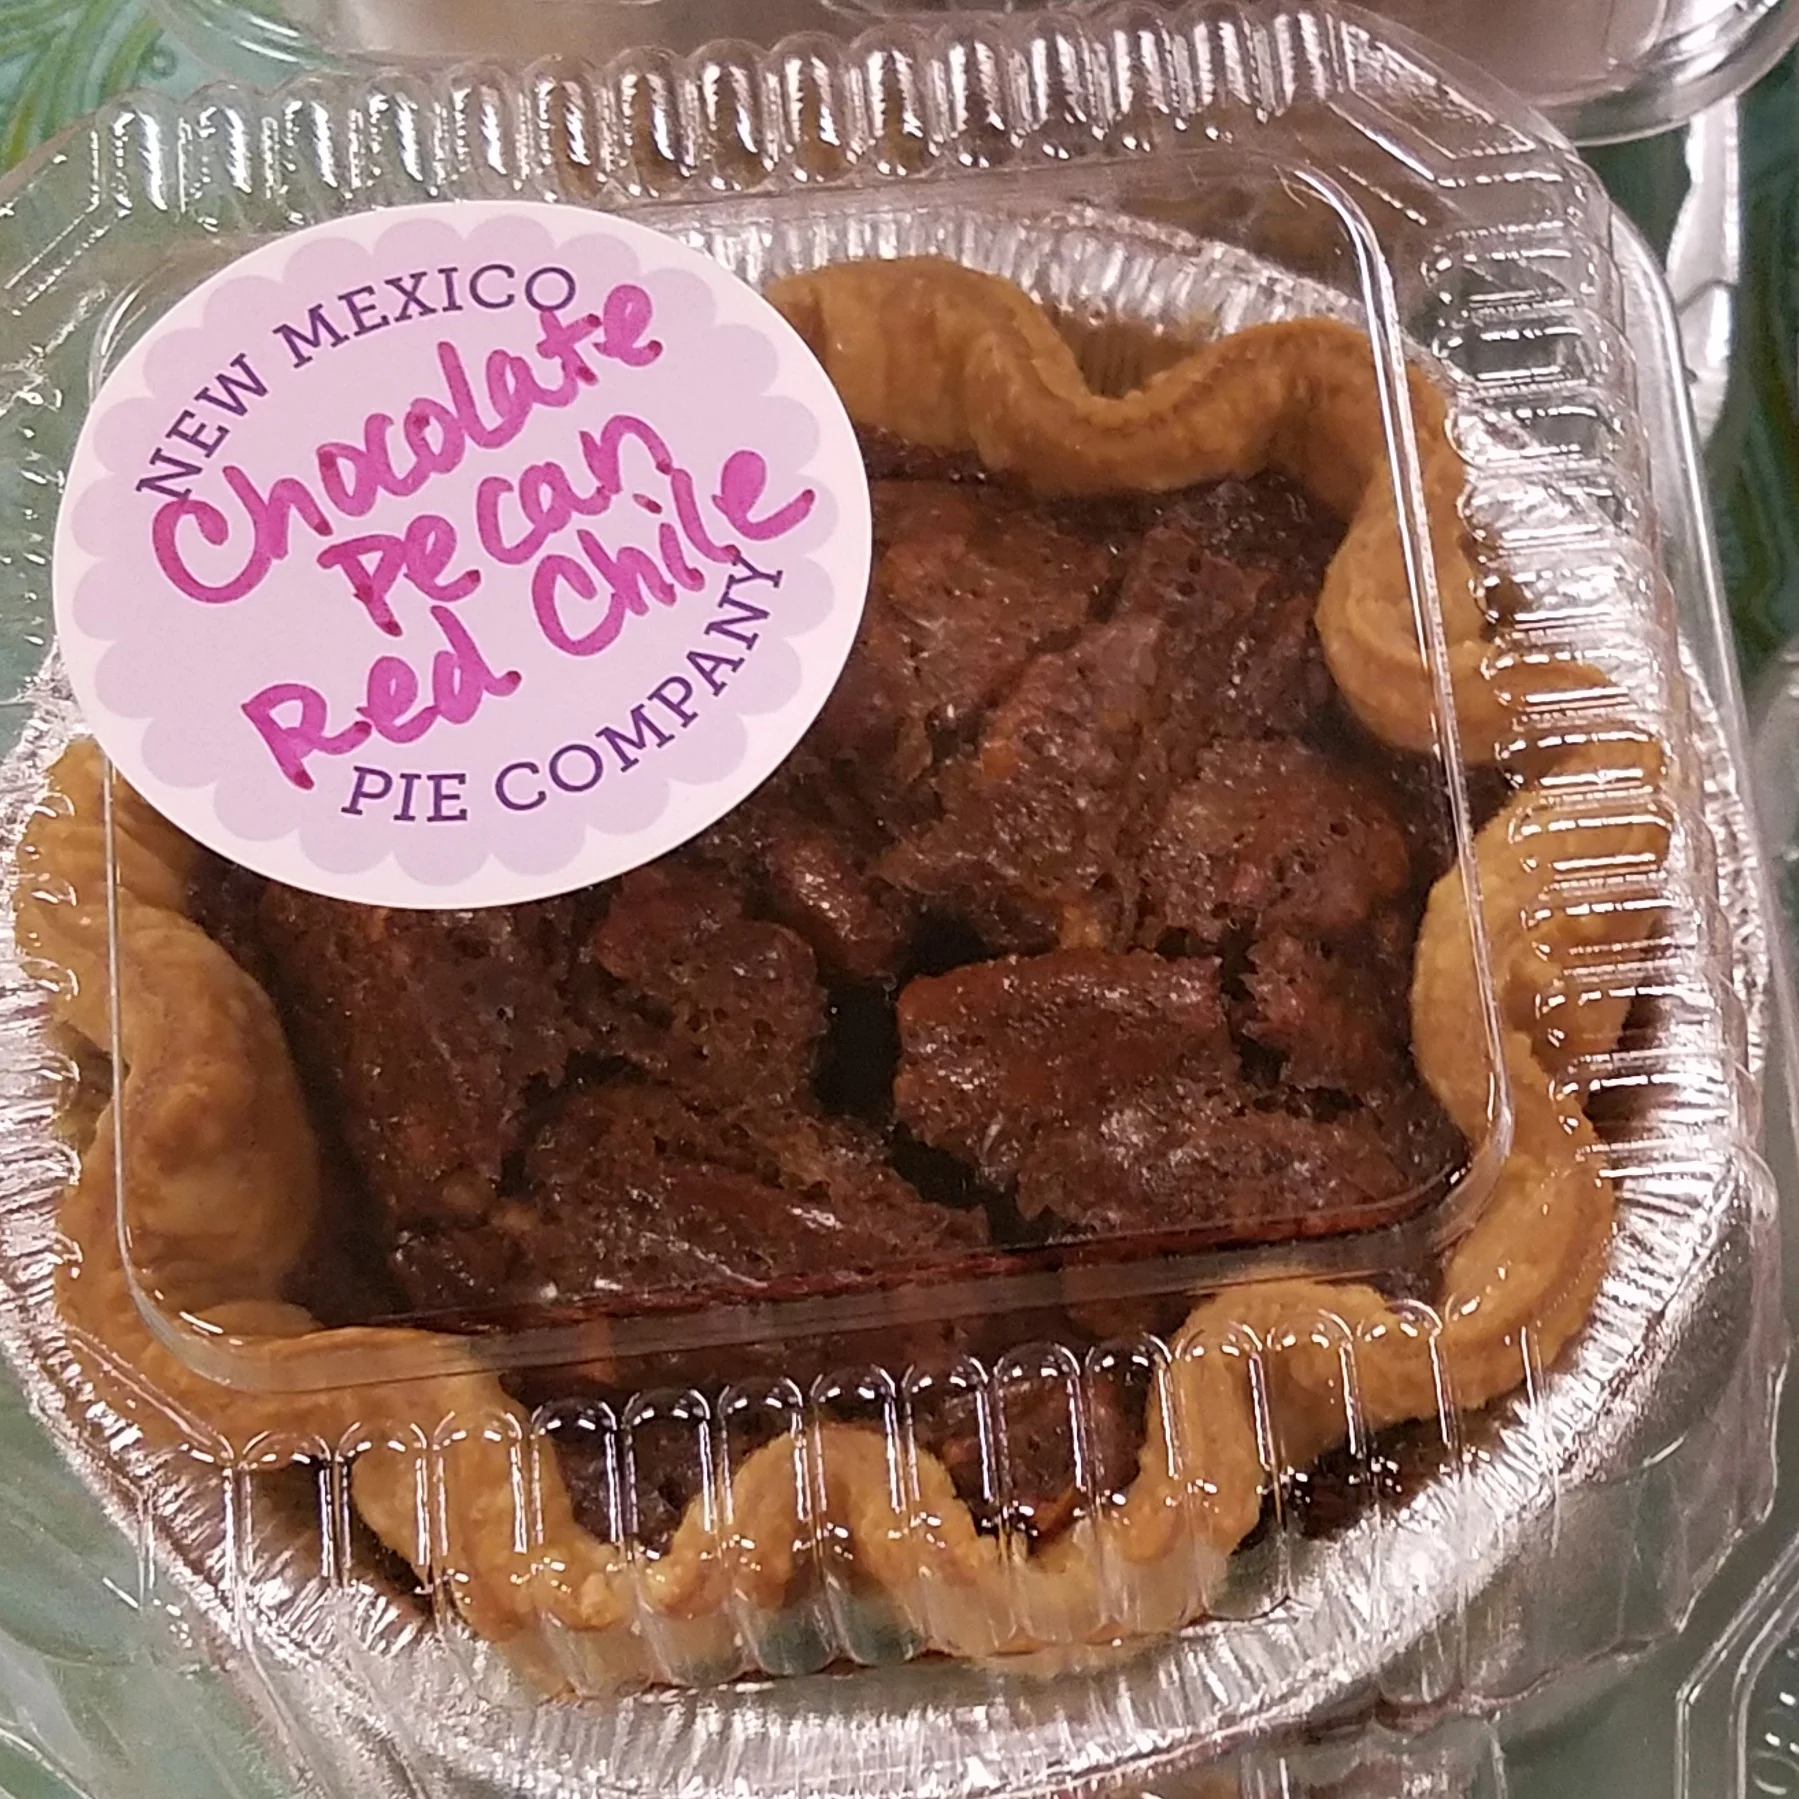 NEW MEXICO
Chocolate
Pecan
Red Chile
PIE COMPANY